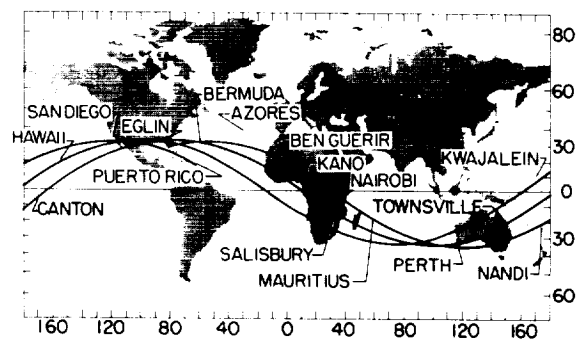 80
60
BERMUDA
SAN DIEGO
AZORES
EGLIN
HAWAII
BEN GUERIR
30
KANO
KWAJALEIN
PUERTO RICO
NAIROBI
0
CANTON
TOWNSVILLE
SALISBURY
30
MAURITIUS
PERTH
NANDI
60
160 120 80 40 0 40 80 120 160